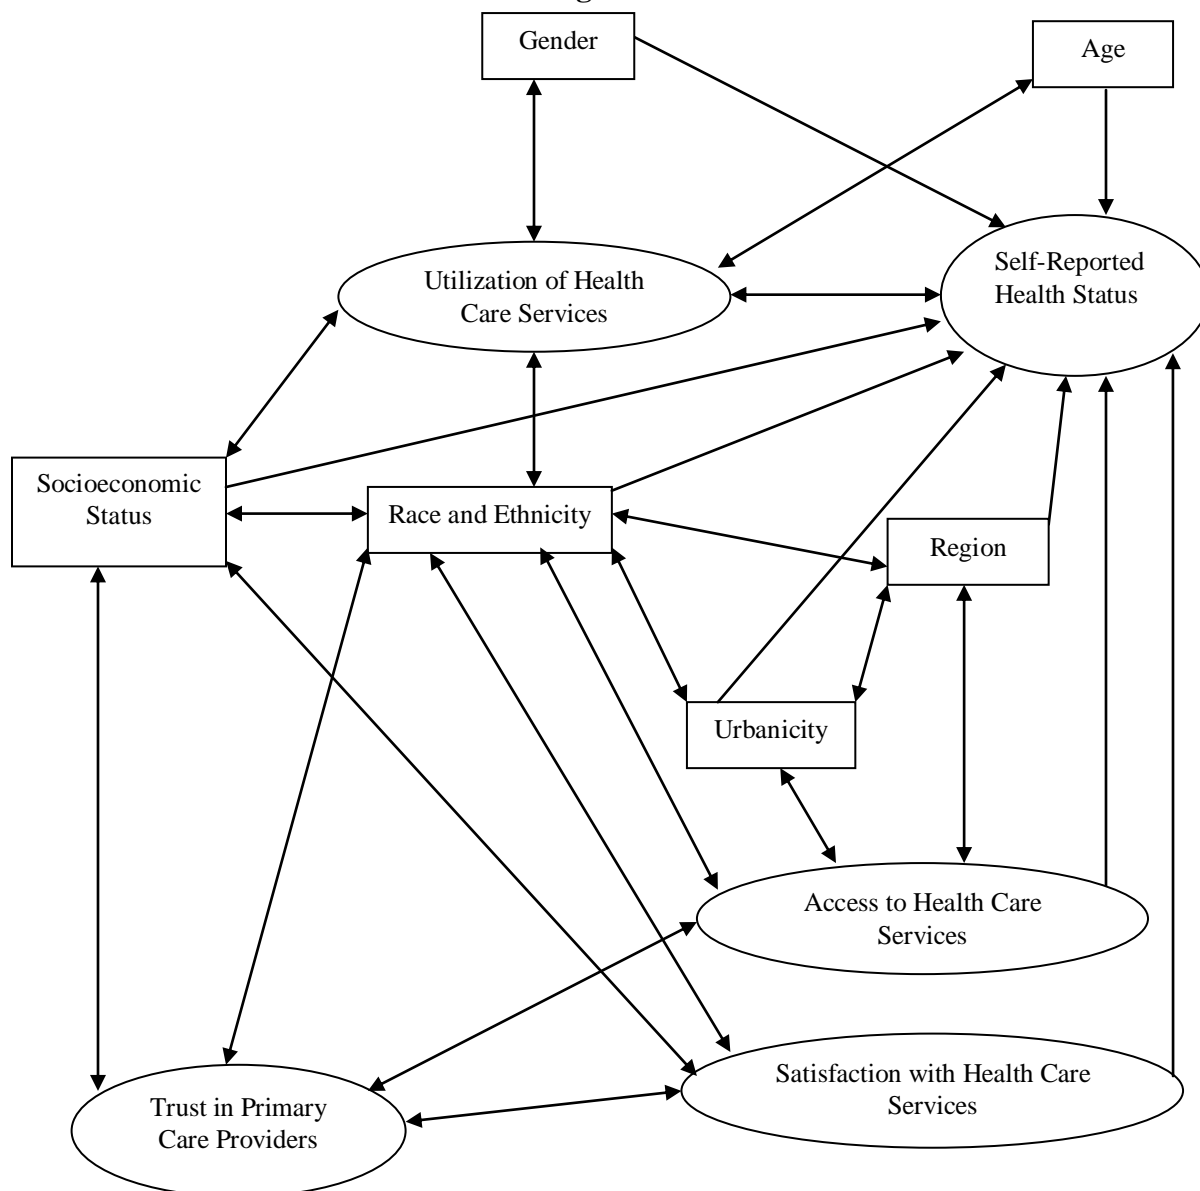 Gender
Age
Utilization of Health
Care Services
Self-Reported
Health Status
Socioeconomic
Status
Race and Ethnicity
Region
Urbanicity
Access to Health Care
Services
Satisfaction with Health Care
Services
Trust in Primary
Care Providers